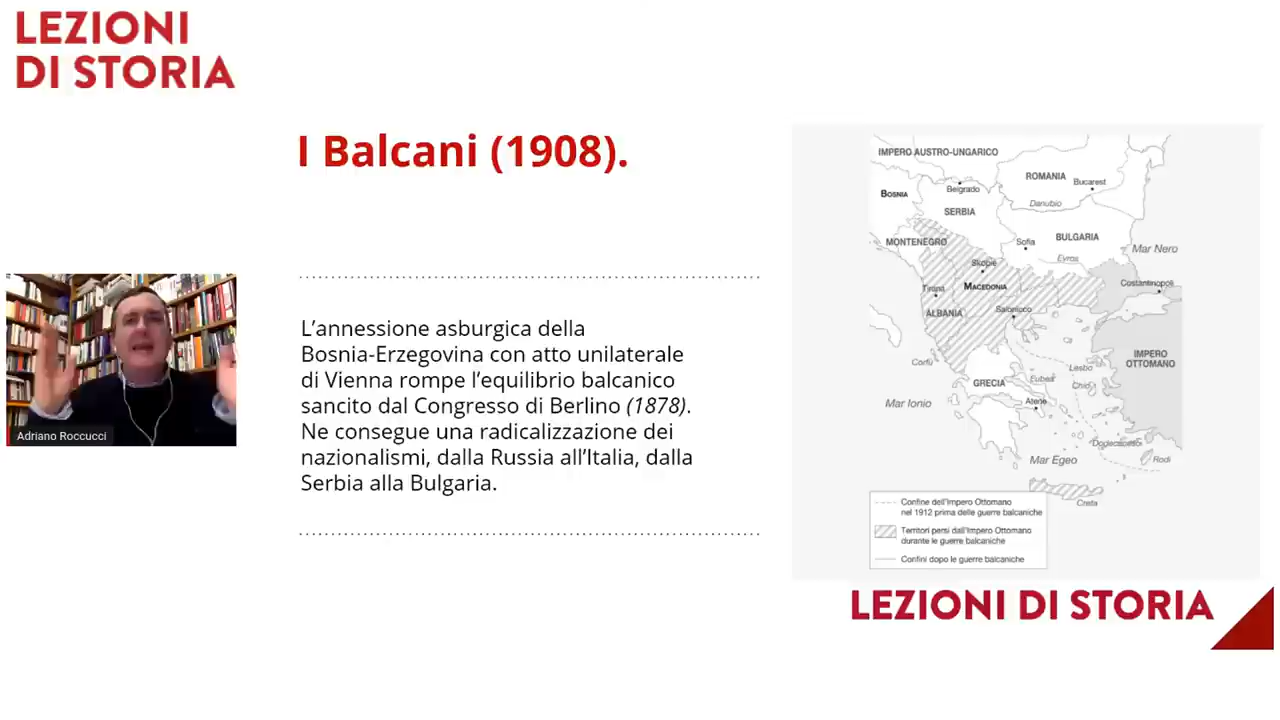 LEZIONI
DI STORIA
I Balcani (1908).
L’annessione asburgica della
Bosnia-Erzegovina con atto unilaterale
di Vienna rompe l’equilibrio balcanico
sancito dal Congresso di Berlino (1878).
Ne consegue una radicalizzazione dei
nazionalismi, dalla Russia all’Italia, dalla
Serbia alla Bulgaria.
Adriano Roccucci
IMPERO AUSTRO-UNGARICO
ROMANIA
Bucarest
BOSNIA
Belgrado
Danubio
SERBIA
MONTENEGRO
Sofia
BULGARIA
Mar Nero
Skopje
Evros
Tirana
MACEDONIA
Costantinopoli
ALBANIA
Salonicco
IMPERO
OTTOMANO
Corfù
Lesbo
GRECIA
Eubea
Chio
Mar Ionio
Atene
Dodecaneso
Mar Egeo
Rodi
Creta
Confine dell’Impero Ottomano
nel 1912 prima delle guerre balcaniche
Territori persi dall’Impero Ottomano
durante le guerre balcaniche
Confini dopo le guerre balcaniche
LEZIONI DI STORIA